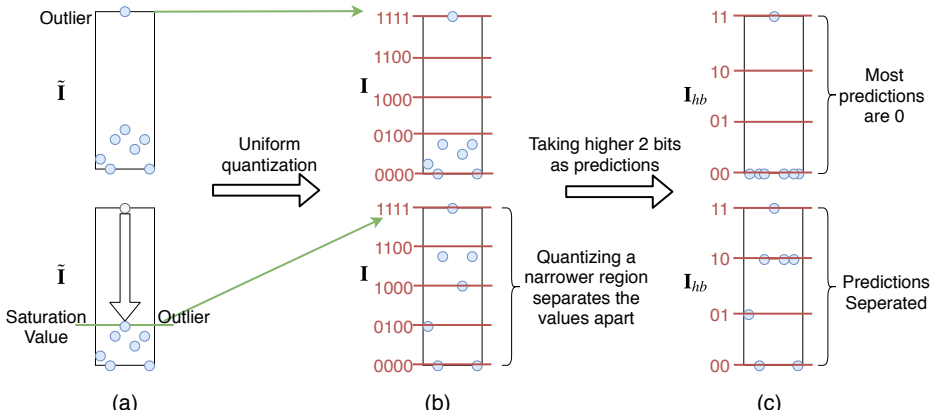 Outlier
Ĩ
Uniform
quantization
1111
1100
I
1000
0100
0000
Taking higher 2 bits
as predictions
11
10
I_hb
01
00
Most
predictions
are 0
Ĩ
Saturation
Value
Outlier
1111
1100
I
1000
0100
0000
Quantizing a
narrower region
separates the
values apart
11
10
I_hb
01
00
Predictions
Seperated
(a)
(b)
(c)